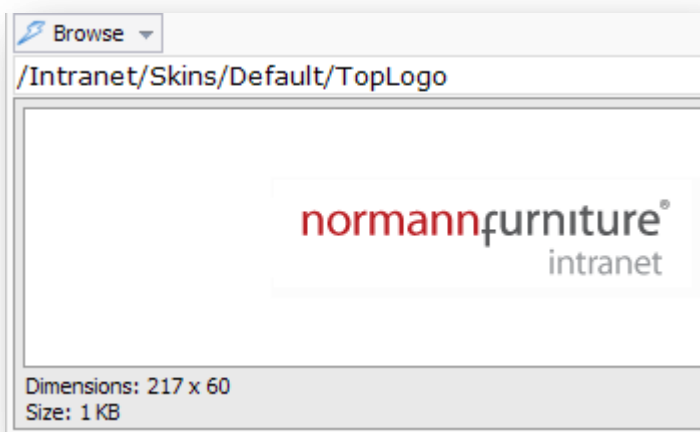 Browse
/Intranet/Skins/Default/TopLogo
normannfurniture®
intranet
Dimensions: 217 x 60
Size: 1 KB